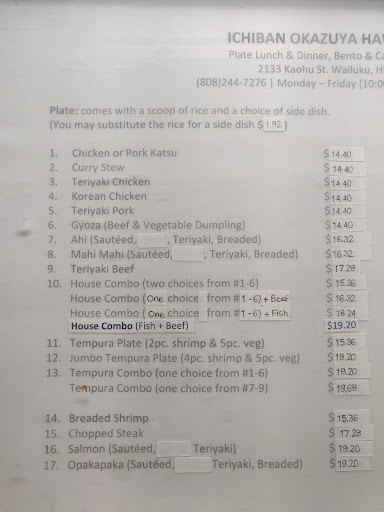 ICHIBAN OKAZUYA HA
Plate Lunch & Dinner, Bento & Ca
2133 Kaohu St. Wailuku, H
(808)244-7276 | Monday – Friday (10:0
Plate: comes with a scoop of rice and a choice of side dish.
(You may substitute the rice for a side dish $ 1.92)
1. Chicken or Pork Katsu $ 14.40
2. Curry Stew $ 14.40
3. Teriyaki Chicken $ 14.40
4. Korean Chicken $ 14.40
5. Teriyaki Pork $ 14.40
6. Gyoza (Beef & Vegetable Dumpling) $ 14.40
7. Ahi (Sautéed, , Teriyaki, Breaded) $ 16.32
8. Mahi Mahi (Sautéed, , Teriyaki, Breaded) $ 16.32
9. Teriyaki Beef $ 17.28
10. House Combo (two choices from #1-6) $ 15.36
House Combo (One choice from #1-6) + Beef $ 16.32
House Combo (One choice from #1-6) + Fish $ 18.24
House Combo (Fish + Beef) $19.20
11. Tempura Plate (2pc. shrimp & 5pc. veg) $ 15.36
12. Jumbo Tempura Plate (4pc. shrimp & 5pc. veg) $ 19.20
13. Tempura Combo (one choice from #1-6) $ 19.20
Tempura Combo (one choice from #7-9) $ 19.68
14. Breaded Shrimp $ 15.36
15. Chopped Steak $ 17.28
16. Salmon (Sautéed, Teriyaki) $ 19.20
17. Opakapaka (Sautéed, Teriyaki, Breaded) $ 19.20